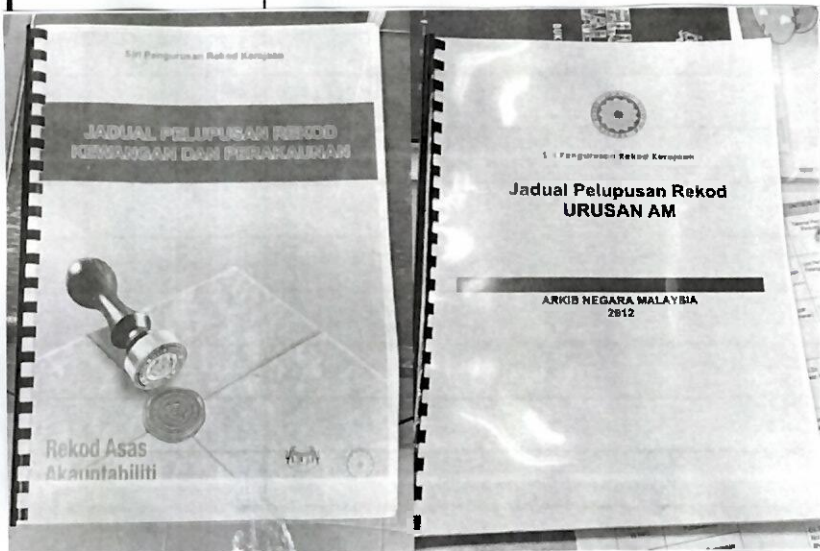 Siri Pengurusan Rekod Kerajaan
JADUAL PELUPUSAN REKOD
KEWANGAN DAN PERAKAUNAN
Rekod Asas
Akauntabiliti
Pengurusan Rekod Kerajaan
Jadual Pelupusan Rekod
URUSAN AM
ARKIB NEGARA MALAYSIA
2012